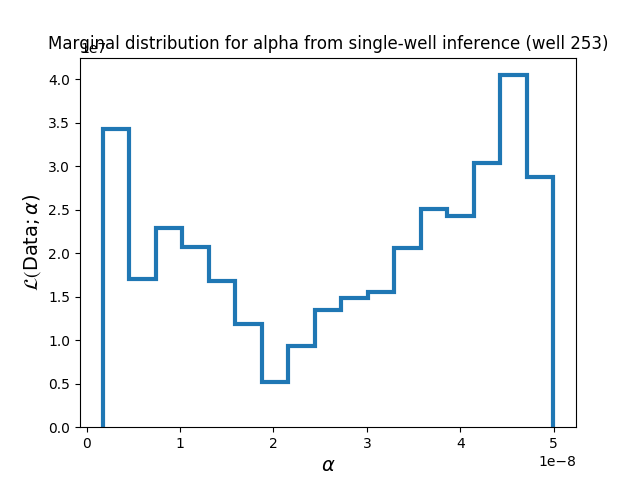 Marginal distribution for alpha from single-well inference (well 253)
1e7
4.0
3.5
3.0
2.5
2.0
1.5
1.0
0.5
0.0
ℒ(Data; α)
0 1 2 3 4 5
1e−8
α